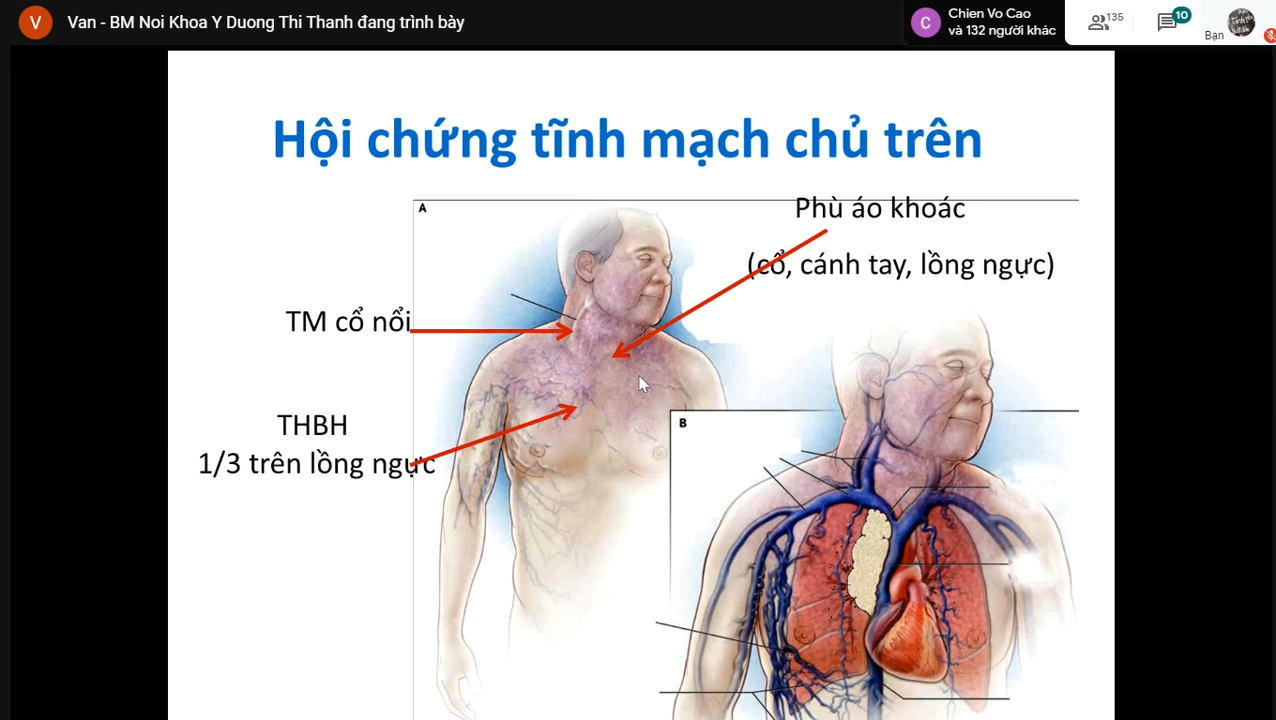 V
Van - BM Noi Khoa Y Duong Thi Thanh đang trình bày
C
Chien Vo Cao
và 132 người khác
135
10
Bạn
Hội chứng tĩnh mạch chủ trên
A
Phù áo khoác
(cổ, cánh tay, lồng ngực)
TM cổ nổi
THBH
1/3 trên lồng ngực
B